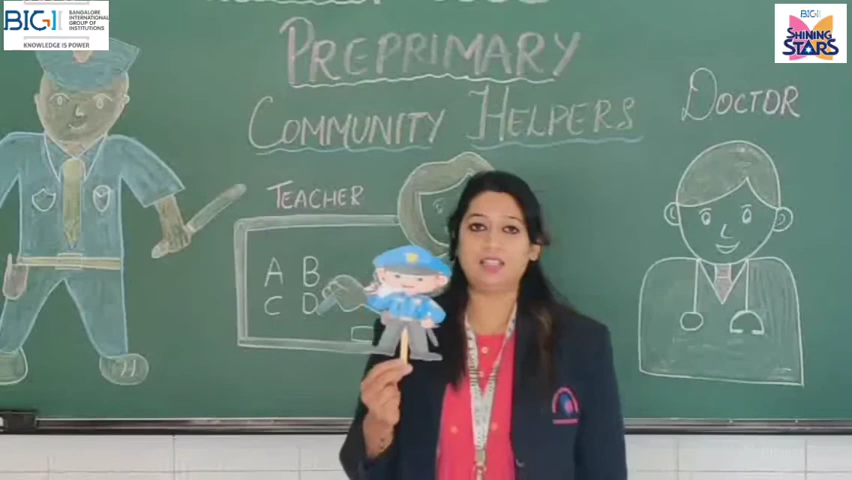 BIGI
BANGALORE
INTERNATIONAL
GROUP OF
INSTITUTIONS
KNOWLEDGE IS POWER
BIGI
SHINING
STARS
PREPRIMARY
COMMUNITY HELPERS
DOCTOR
TEACHER
A B
C D